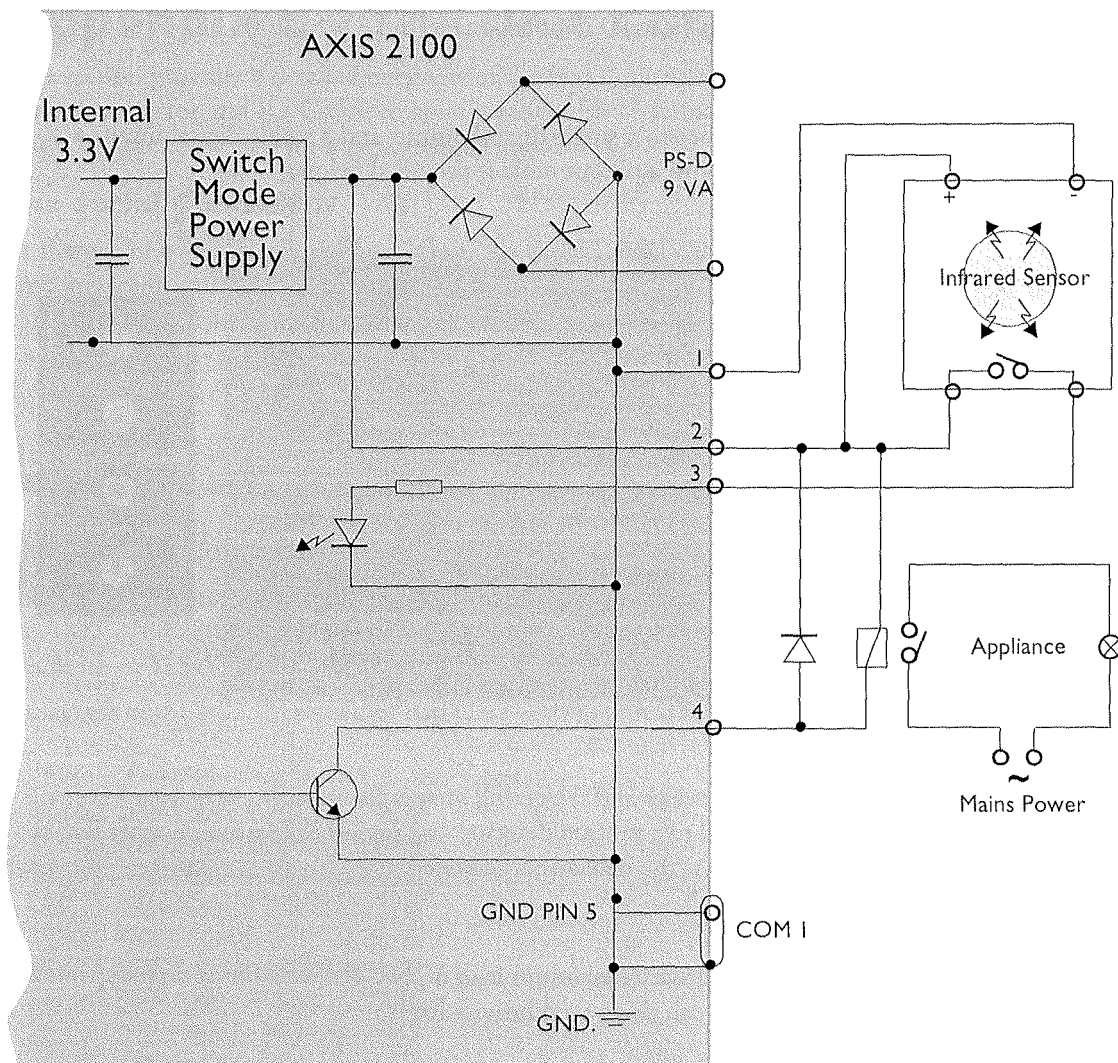 AXIS 2100
Internal
3.3V
Switch
Mode
Power
Supply
PS-D
9 VA
+
-
Infrared Sensor
1
2
3
4
Appliance
~
Mains Power
GND PIN 5
COM 1
GND.